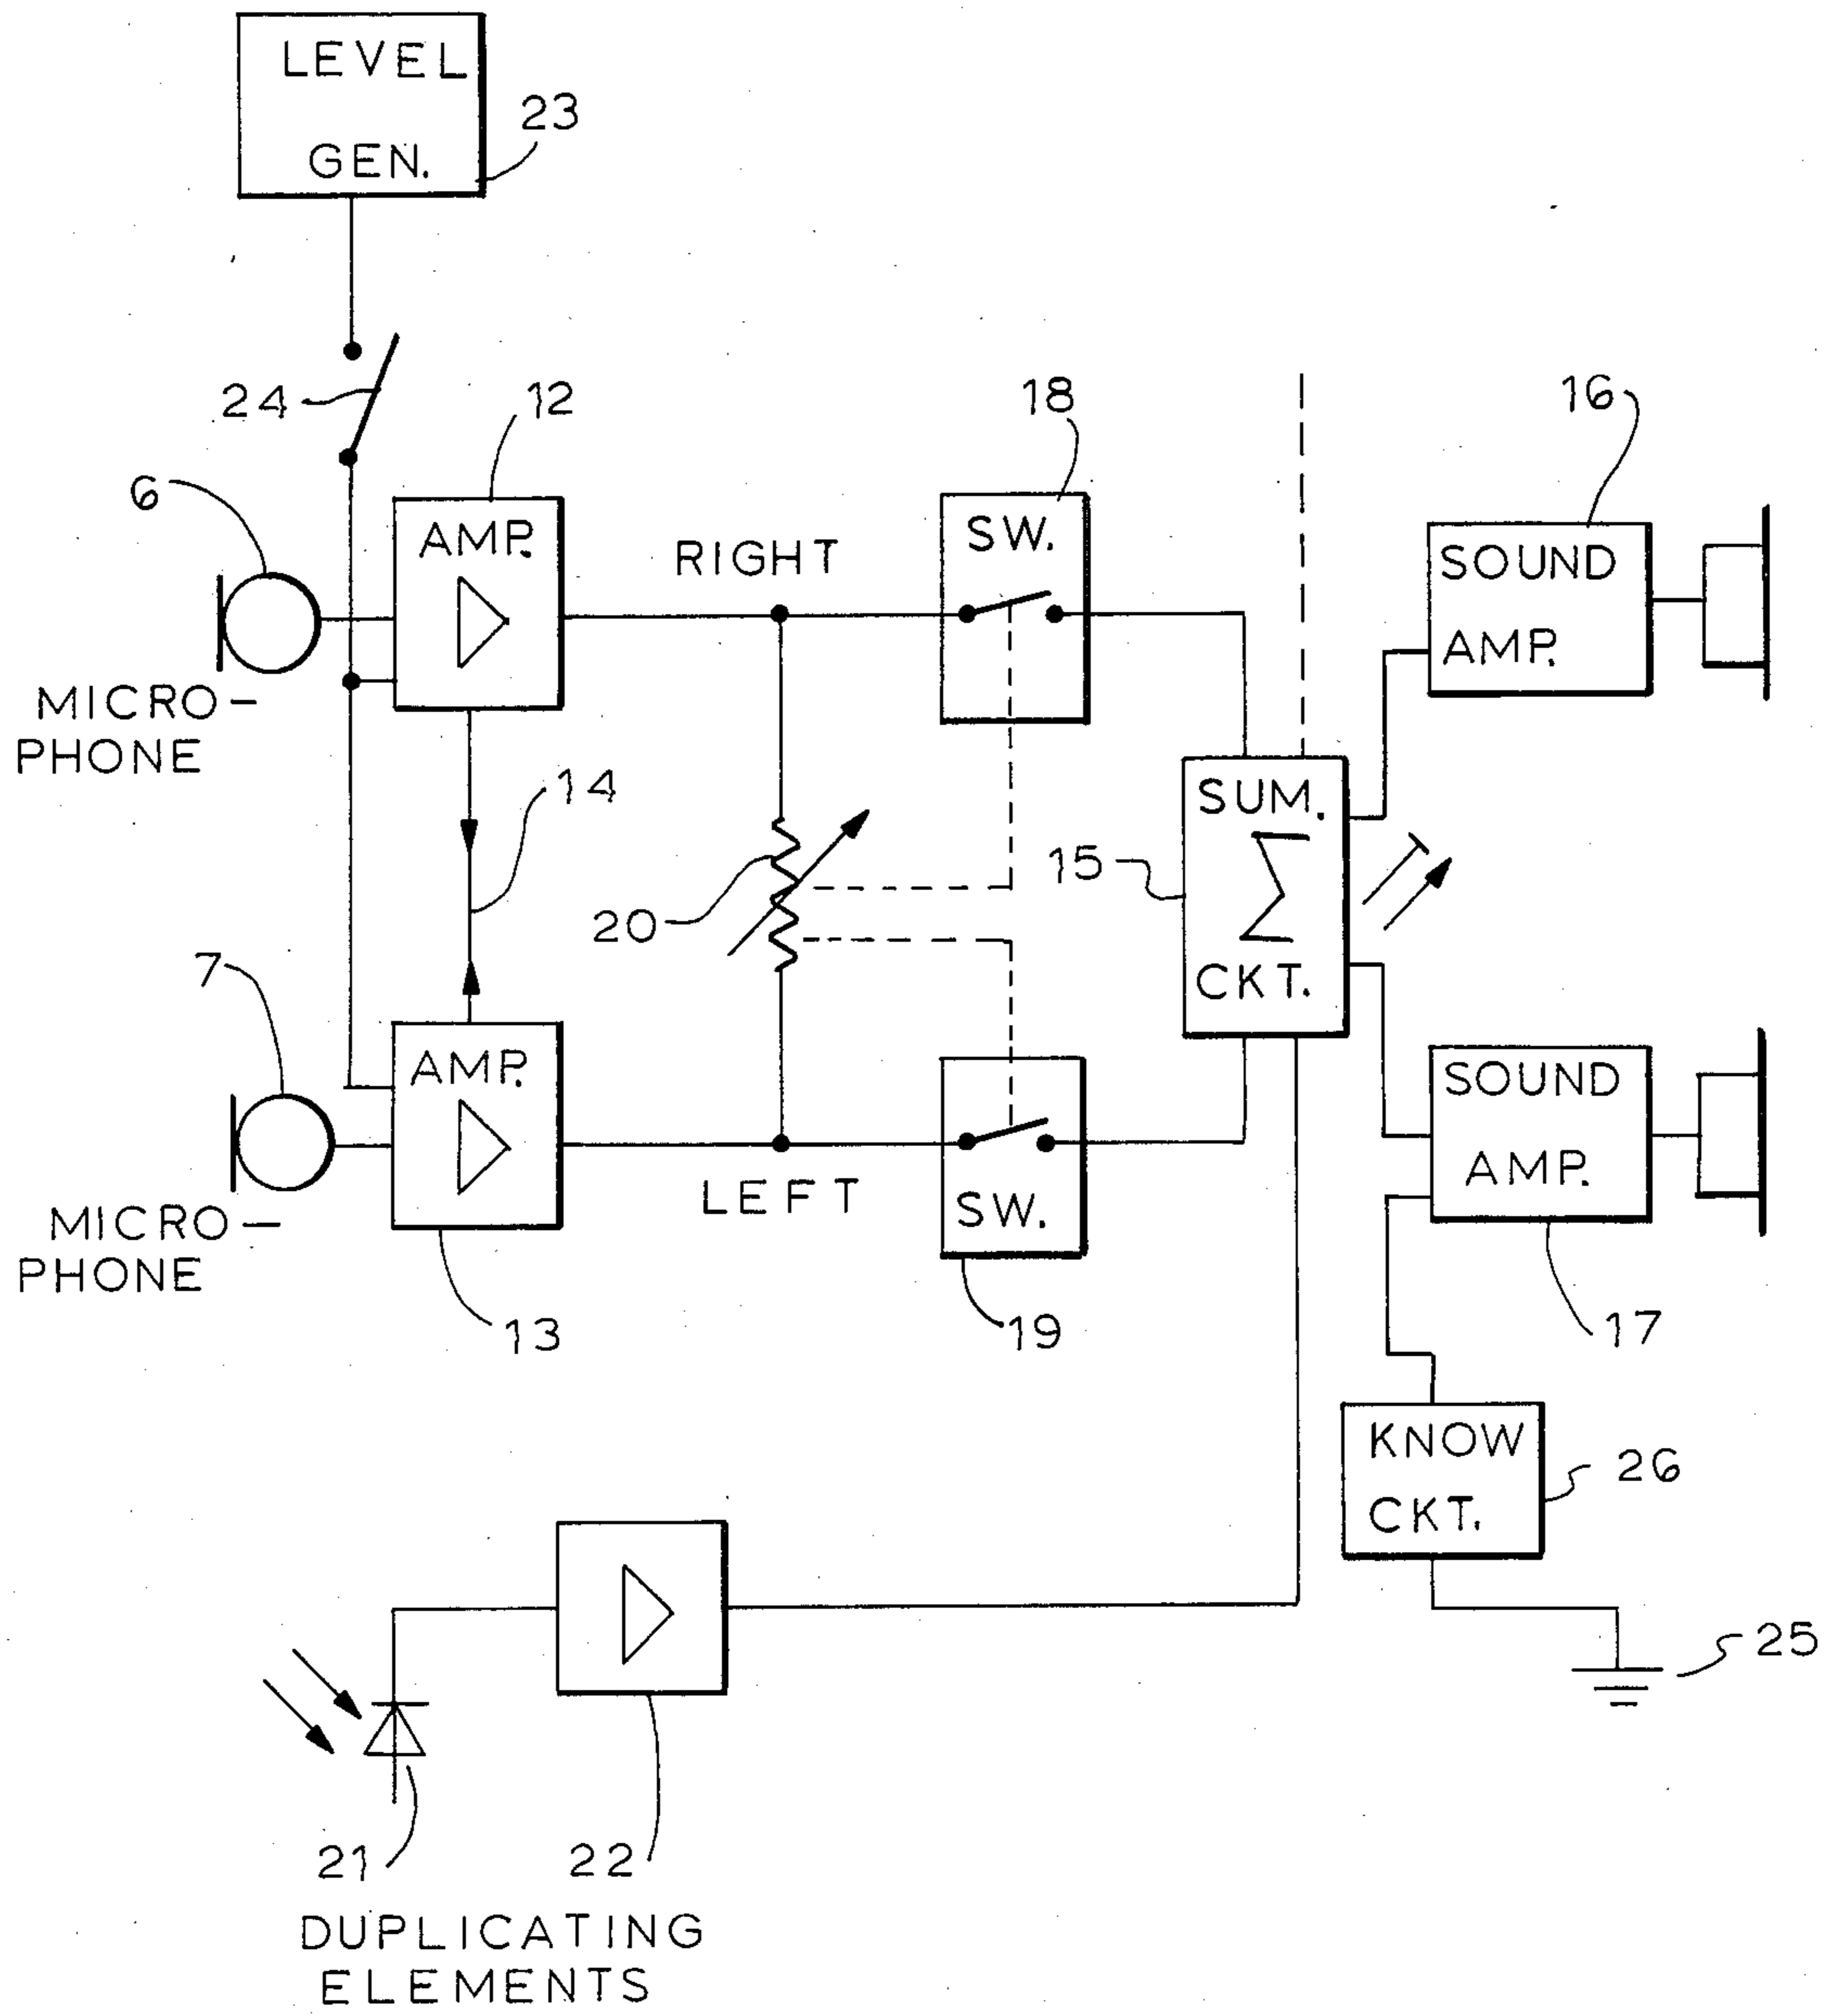 LEVEL
GEN.
23
24
12
18
16
6
AMP.
SW.
SOUND
AMP.
RIGHT
MICRO-
PHONE
14
SUM.
15
Σ
CKT.
20
7
AMP.
SOUND
AMP.
LEFT
SW.
MICRO-
PHONE
13
19
17
KNOW
CKT.
26
25
21
22
DUPLICATING
ELEMENTS